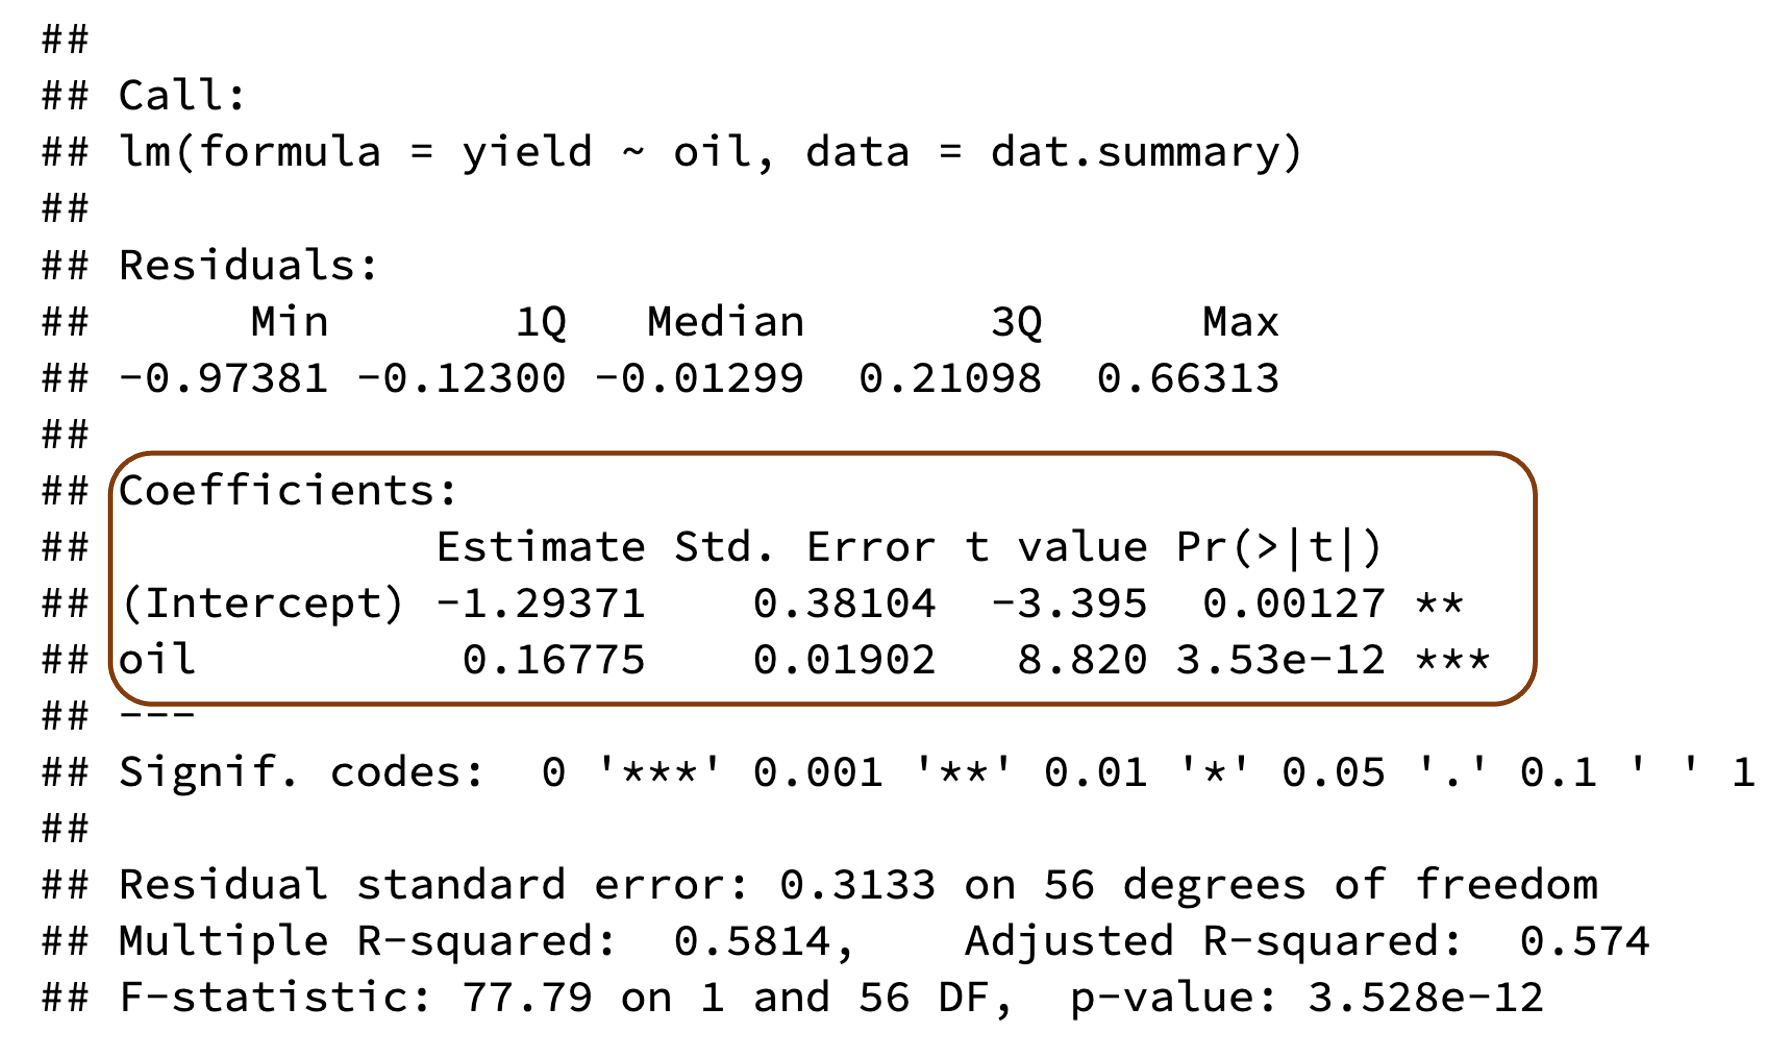 ##
## Call:
## lm(formula = yield ~ oil, data = dat.summary)
##
## Residuals:
##      Min       1Q   Median       3Q      Max
## -0.97381 -0.12300 -0.01299  0.21098  0.66313
##
## Coefficients:
##             Estimate Std. Error t value Pr(>|t|)
## (Intercept) -1.29371    0.38104  -3.395  0.00127 **
## oil          0.16775    0.01902   8.820 3.53e-12 ***
## ---
## Signif. codes:  0 '***' 0.001 '**' 0.01 '*' 0.05 '.' 0.1 ' ' 1
##
## Residual standard error: 0.3133 on 56 degrees of freedom
## Multiple R-squared:  0.5814,    Adjusted R-squared:  0.574
## F-statistic: 77.79 on 1 and 56 DF,  p-value: 3.528e-12